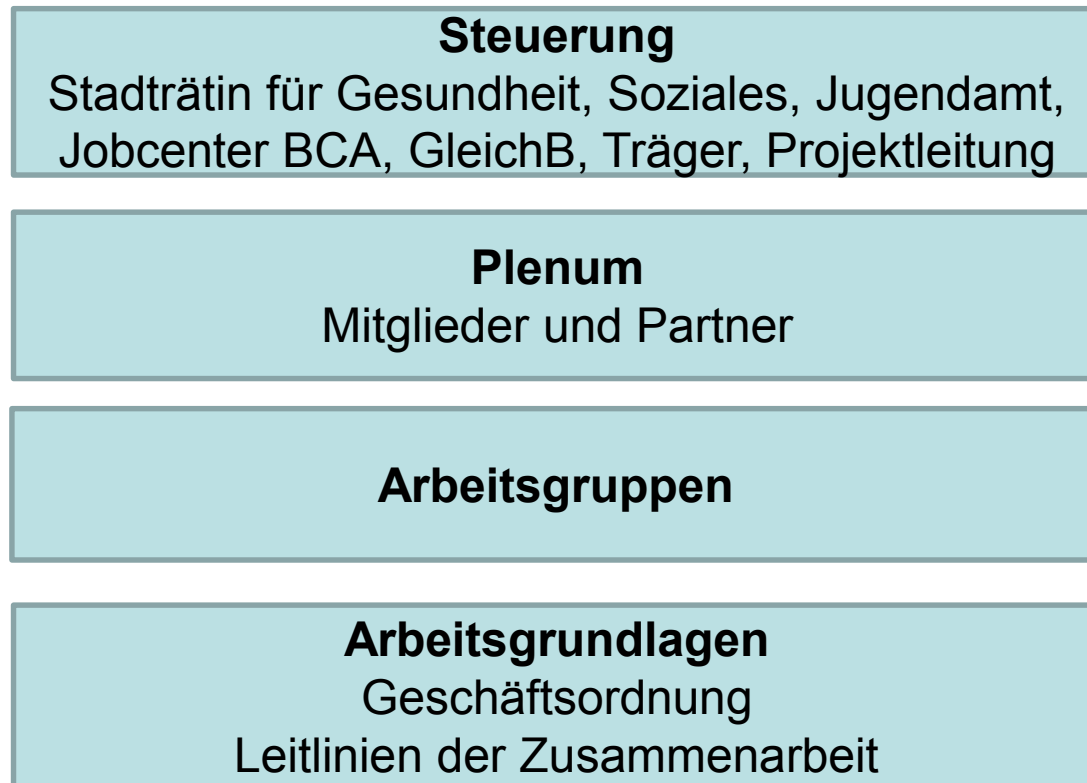 Steuerung
Stadträtin für Gesundheit, Soziales, Jugendamt,
Jobcenter BCA, GleichB, Träger, Projektleitung
Plenum
Mitglieder und Partner
Arbeitsgruppen
Arbeitsgrundlagen
Geschäftsordnung
Leitlinien der Zusammenarbeit